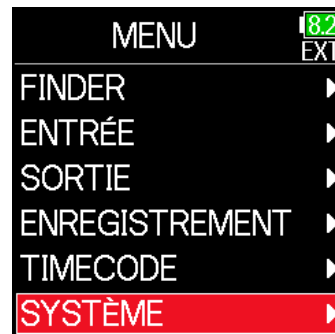 MENU
8.2
EXT
FINDER
ENTRÉE
SORTIE
ENREGISTREMENT
TIMECODE
SYSTÈME